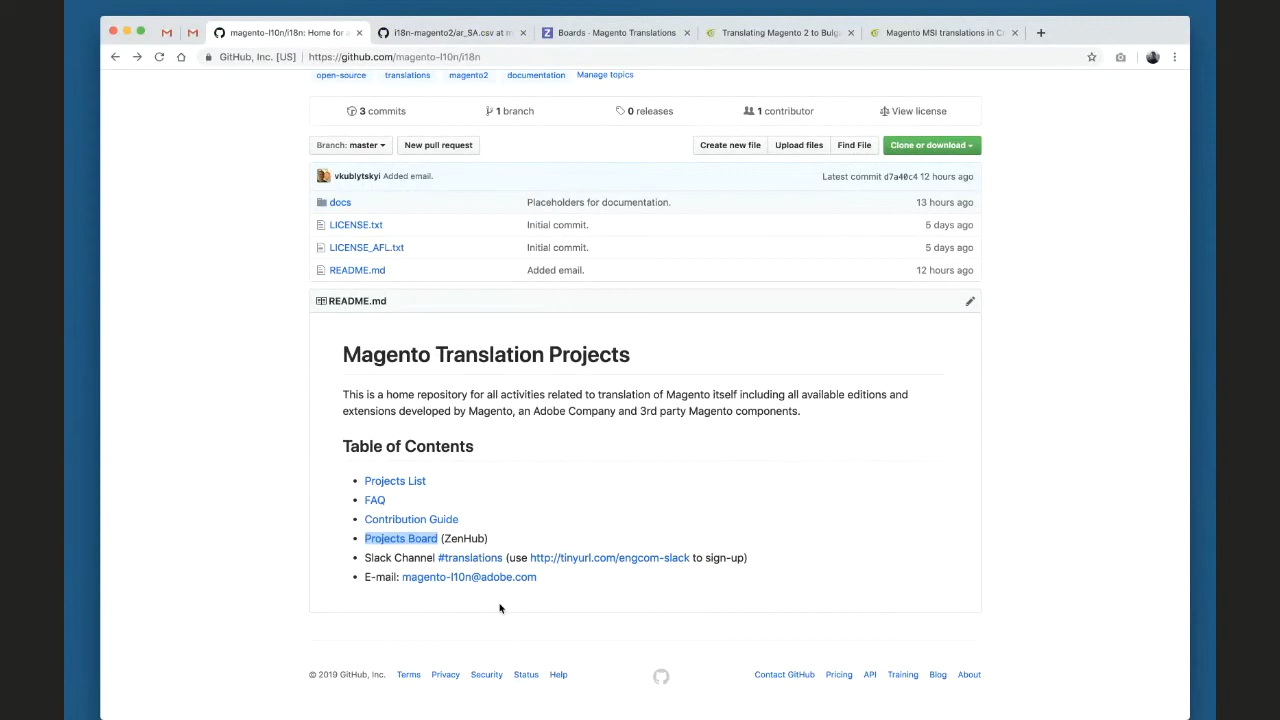 magento-l10n/i18n: Home for a
i18n-magento2/ar_SA.csv at m
Boards - Magento Translations
Translating Magento 2 to Bulga
Magento MSI translations in Cr
GitHub, Inc. [US] | https://github.com/magento-l10n/i18n
open-source translations magento2 documentation Manage topics
3 commits 1 branch 0 releases 1 contributor View license
Branch: master New pull request Create new file Upload files Find File Clone or download
vkublytskyi Added email. Latest commit d7a40c4 12 hours ago
docs Placeholders for documentation. 13 hours ago
LICENSE.txt Initial commit. 5 days ago
LICENSE_AFL.txt Initial commit. 5 days ago
README.md Added email. 12 hours ago
README.md
Magento Translation Projects
This is a home repository for all activities related to translation of Magento itself including all available editions and
extensions developed by Magento, an Adobe Company and 3rd party Magento components.
Table of Contents
• Projects List
• FAQ
• Contribution Guide
• Projects Board (ZenHub)
• Slack Channel #translations (use http://tinyurl.com/engcom-slack to sign-up)
• E-mail: magento-l10n@adobe.com
© 2019 GitHub, Inc. Terms Privacy Security Status Help Contact GitHub Pricing API Training Blog About